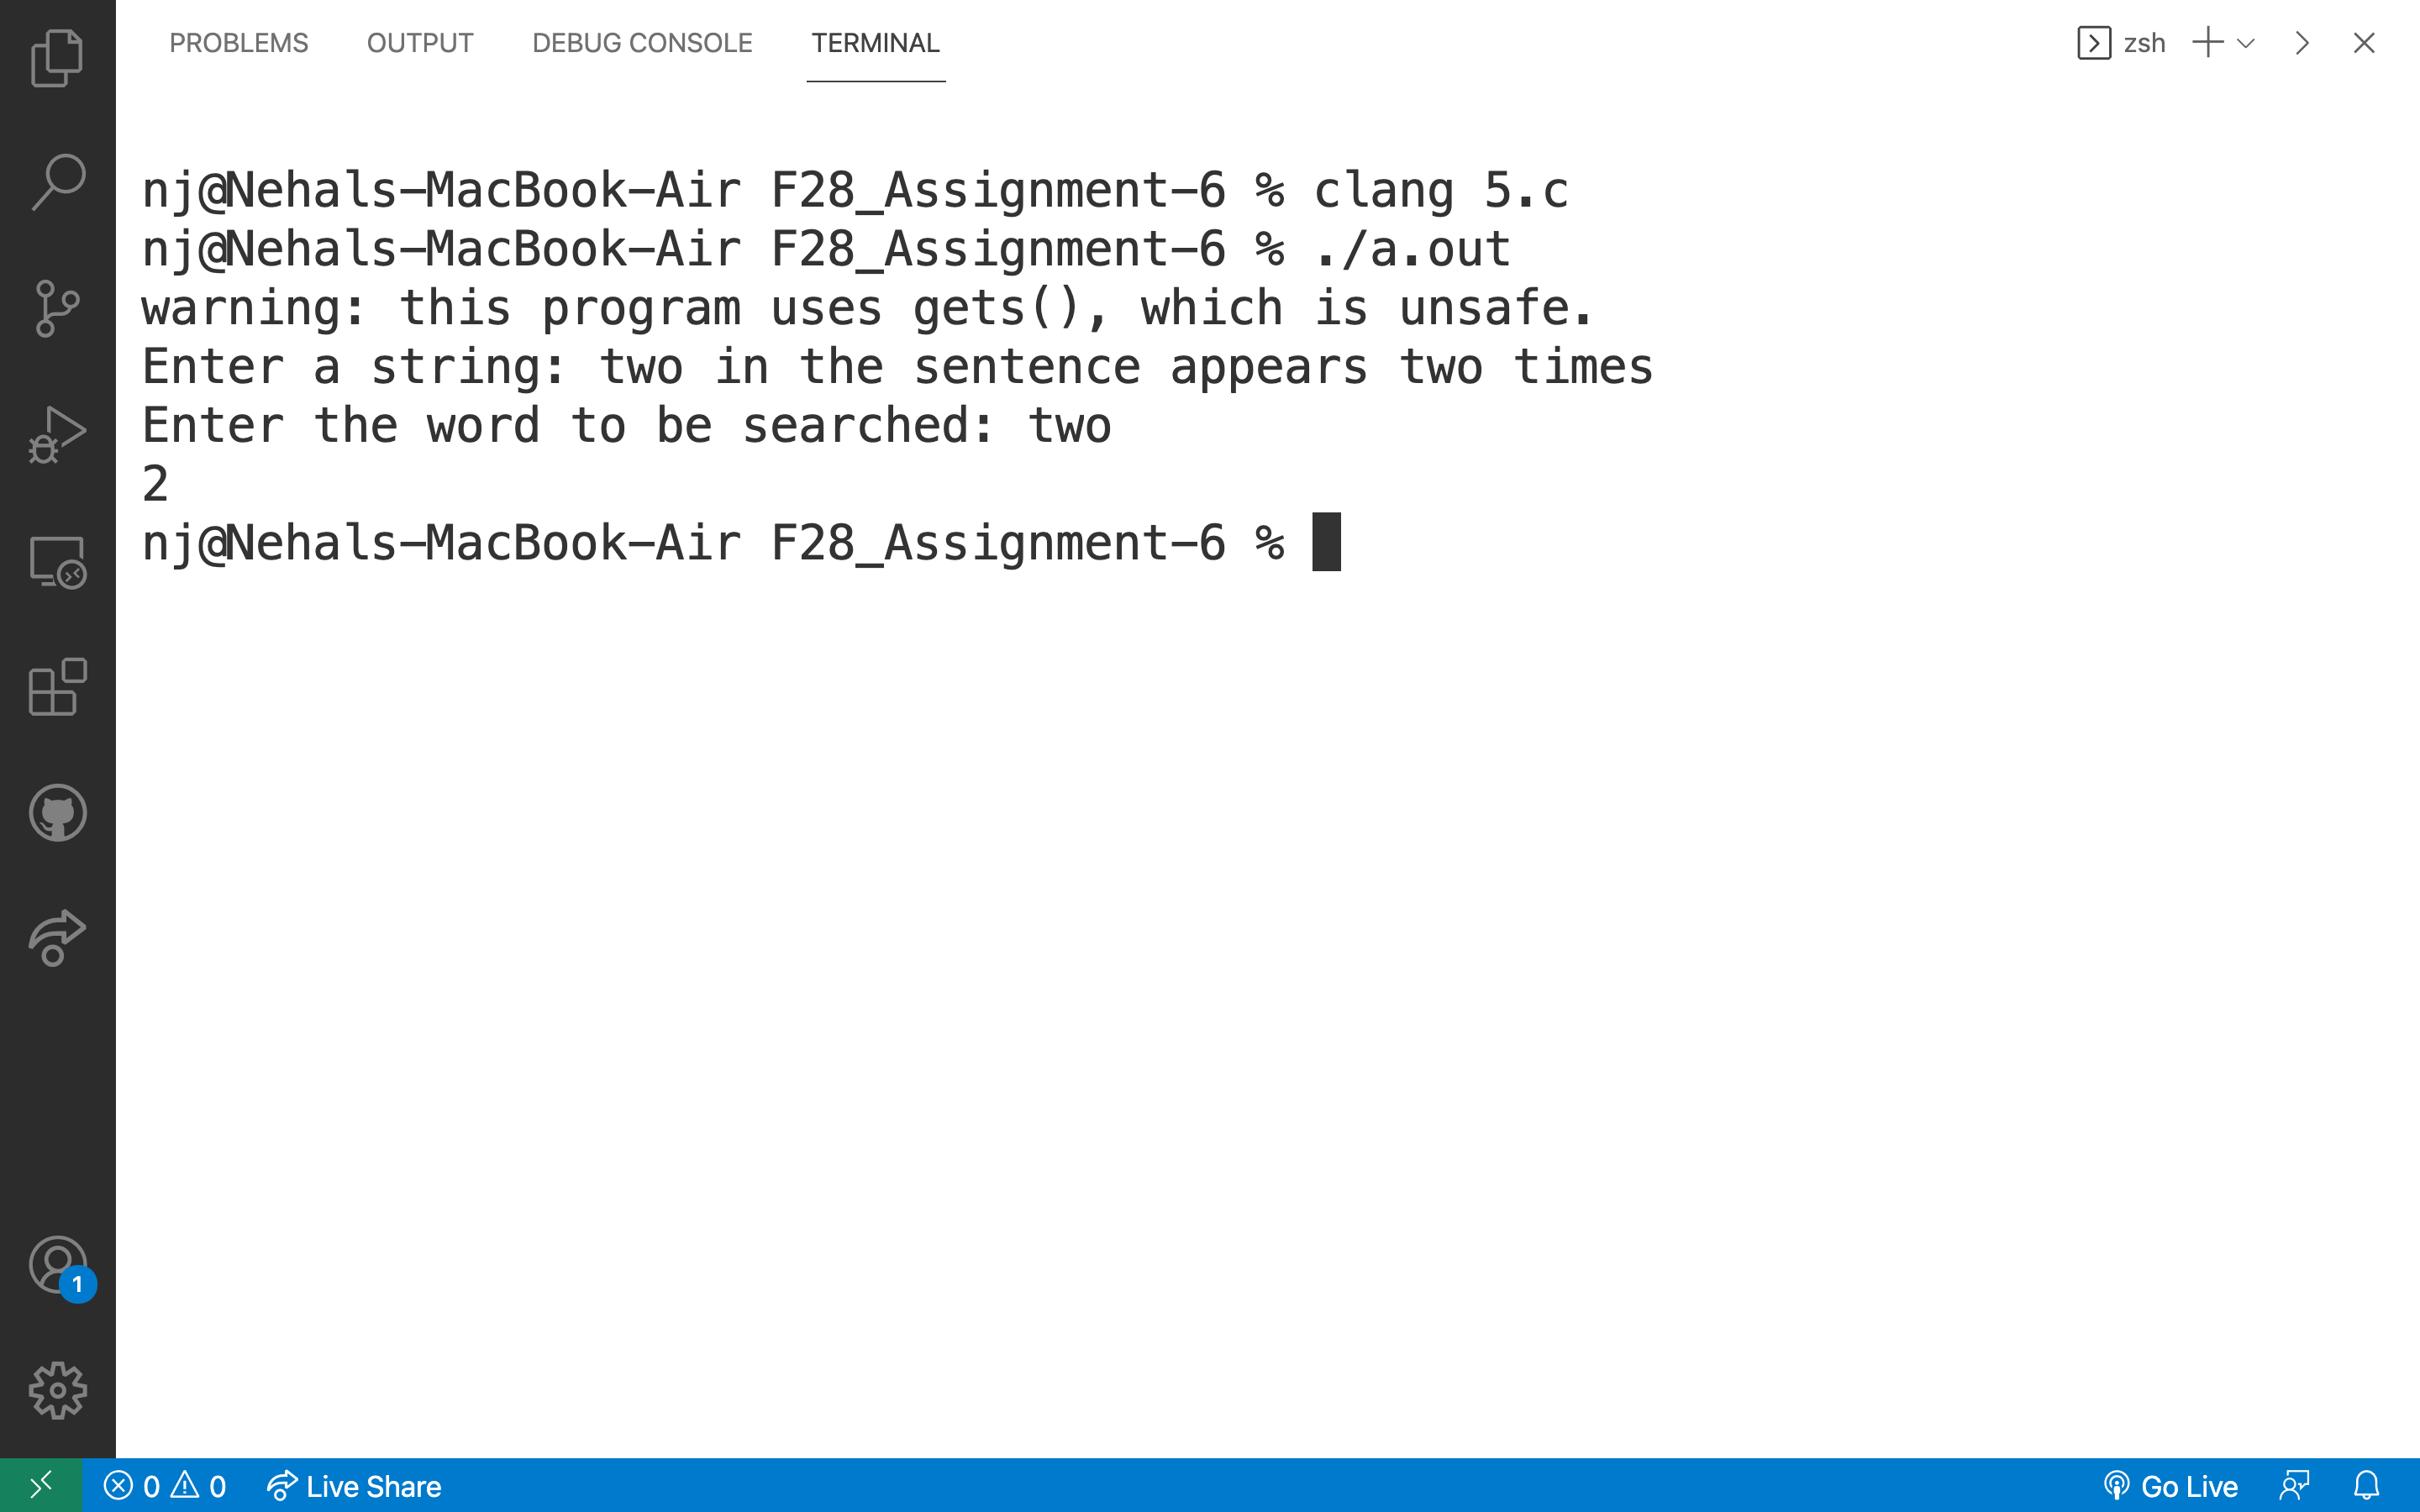 PROBLEMS OUTPUT DEBUG CONSOLE TERMINAL zsh
nj@Nehals-MacBook-Air F28_Assignment-6 % clang 5.c
nj@Nehals-MacBook-Air F28_Assignment-6 % ./a.out
warning: this program uses gets(), which is unsafe.
Enter a string: two in the sentence appears two times
Enter the word to be searched: two
2
nj@Nehals-MacBook-Air F28_Assignment-6 %
1
0 0 Live Share Go Live